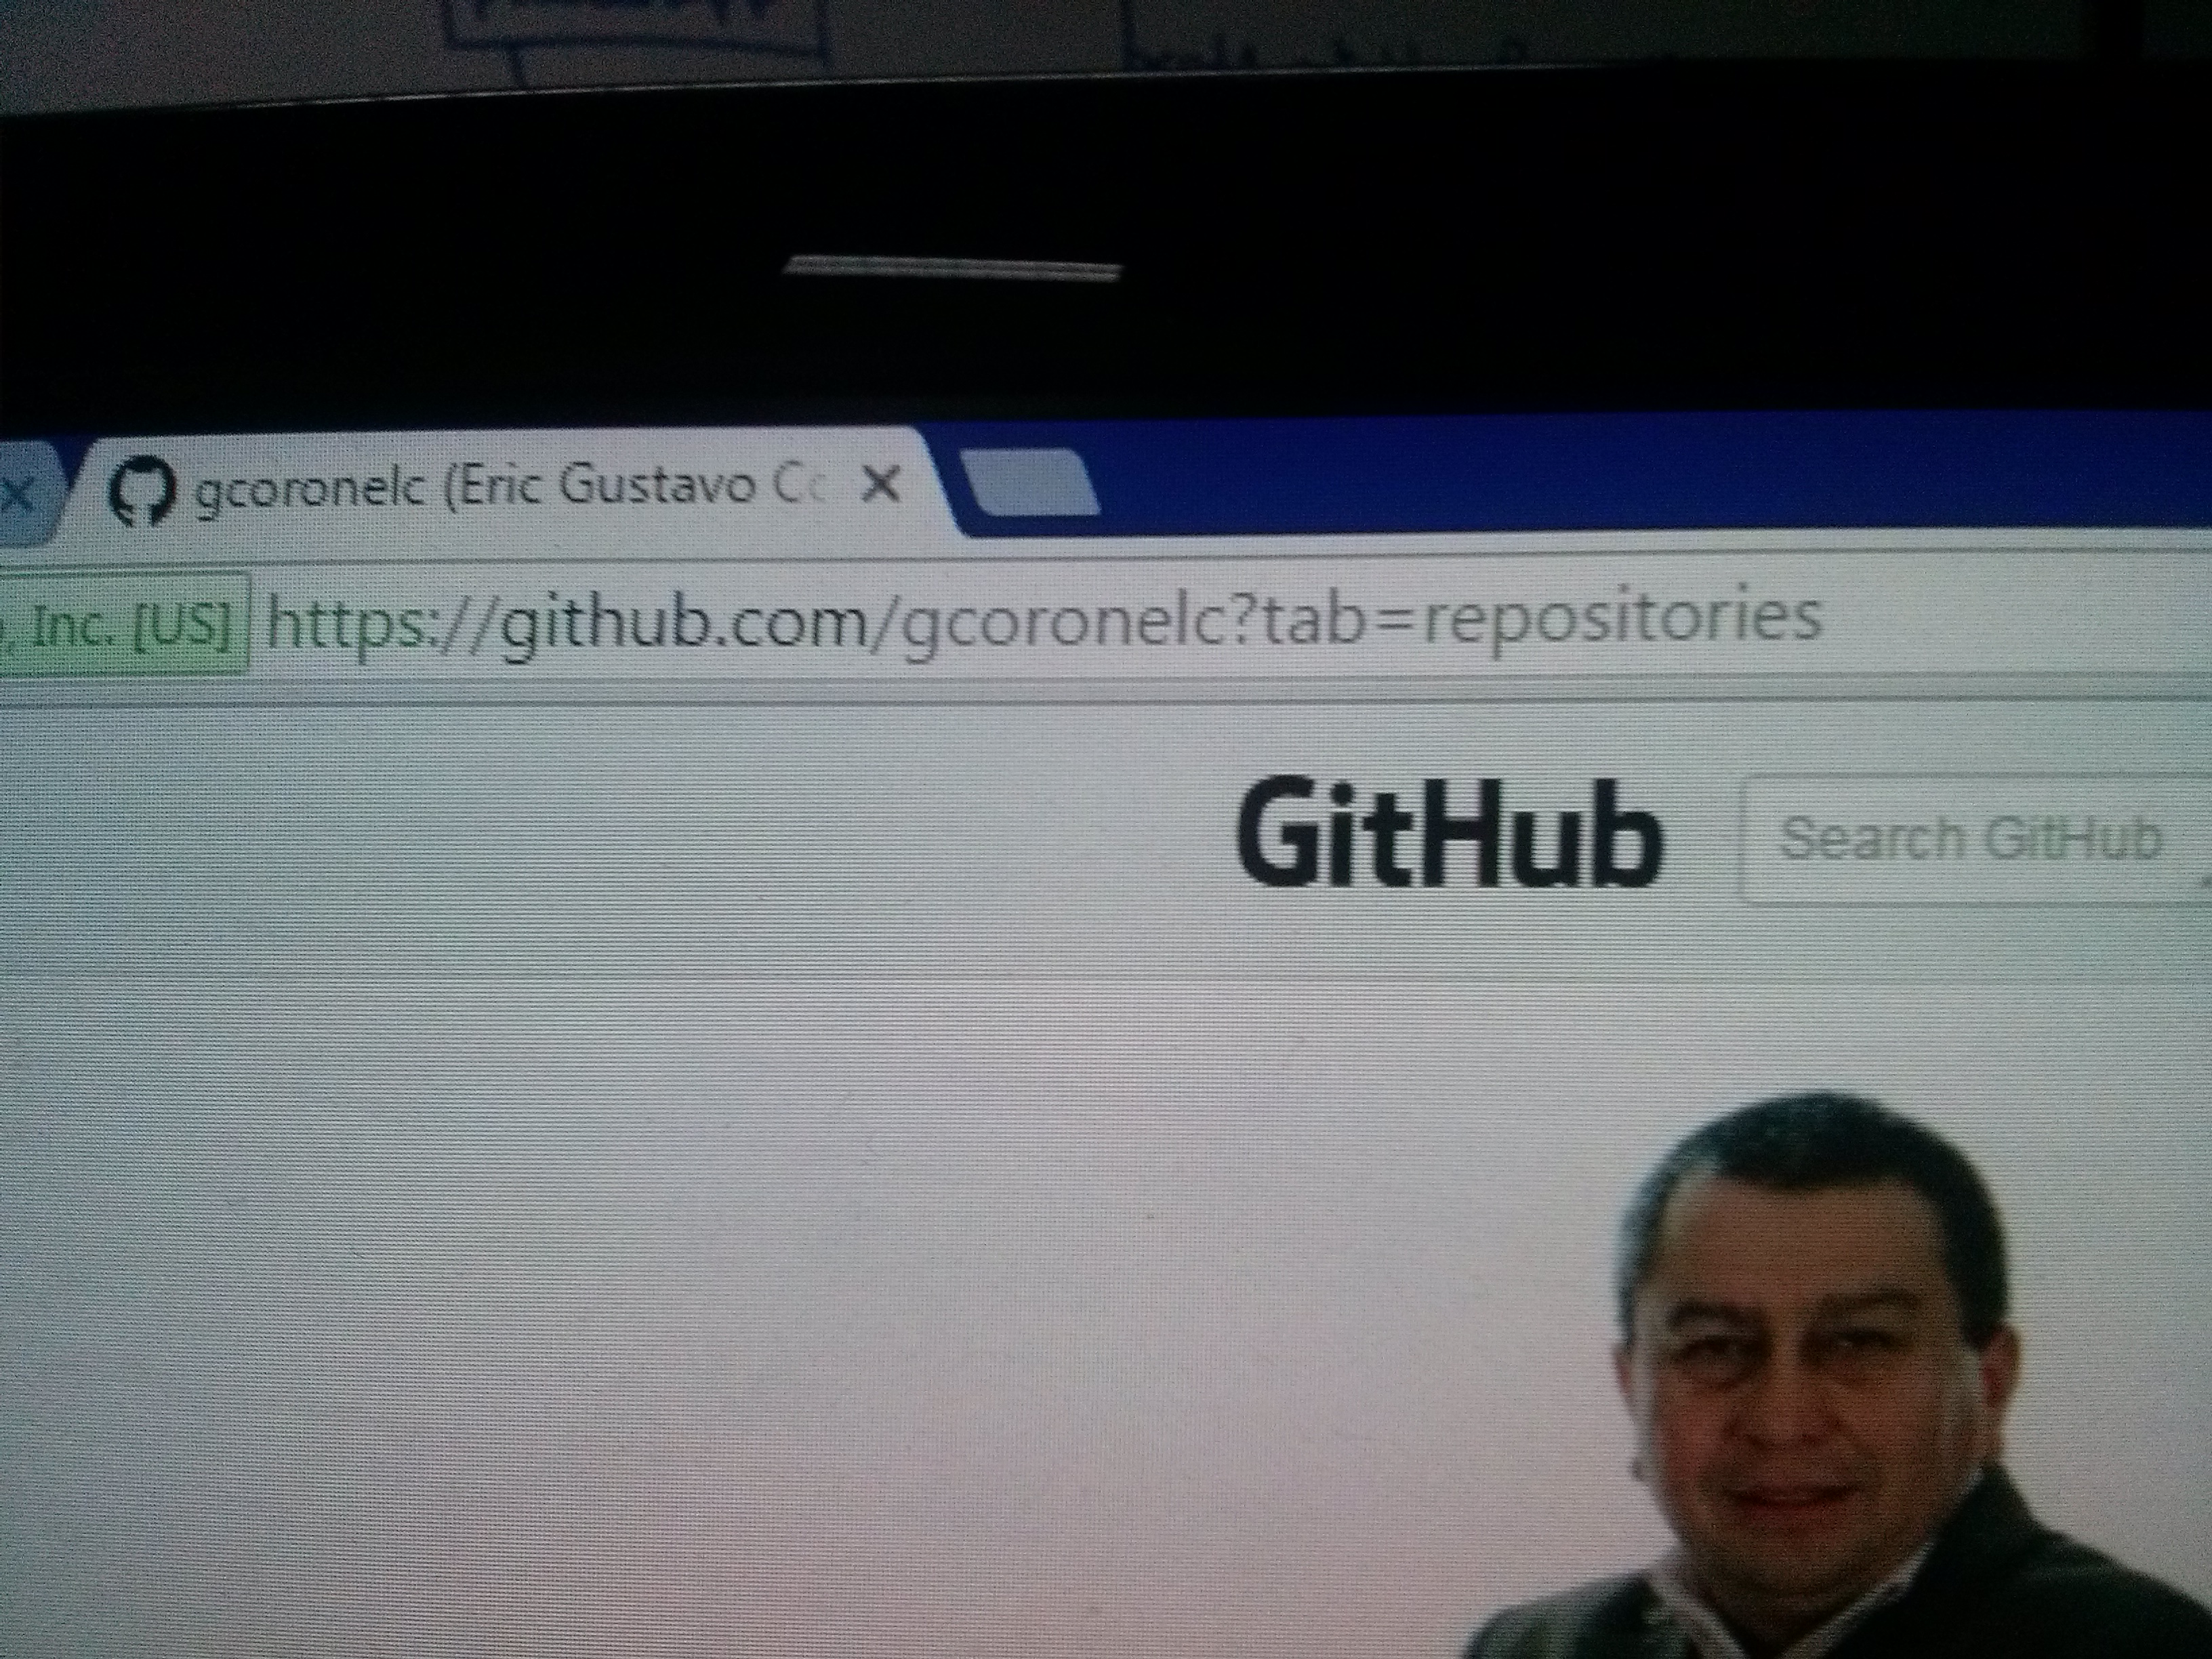 gcoronelc (Eric Gustavo Co
, Inc. [US] https://github.com/gcoronelc?tab=repositories
GitHub
Search GitHub